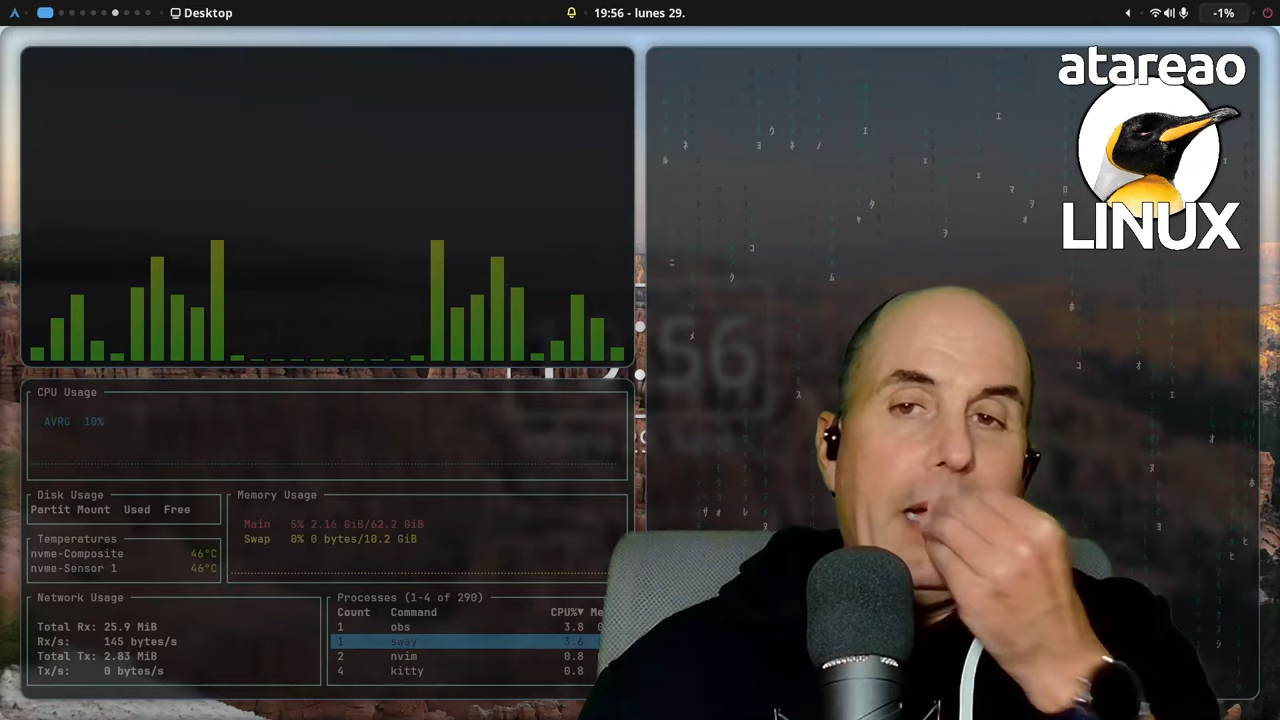 Desktop
19:56 - lunes 29.
-1%
atareao
LINUX
56
CPU Usage
AVRG 10%
Disk Usage
Partit Mount Used Free
Memory Usage
Main 5% 2.16 GiB/62.2 GiB
Swap 0% 0 bytes/10.2 GiB
Temperatures
nvme-Composite 46°C
nvme-Sensor 1 46°C
Network Usage
Total Rx: 25.9 MiB
Rx/s: 145 bytes/s
Total Tx: 2.83 MiB
Tx/s: 0 bytes/s
Processes (1-4 of 290)
Count Command CPU%▼ Me
1 obs 3.8
1 sway 3.6
2 nvim 0.8
4 kitty 0.8